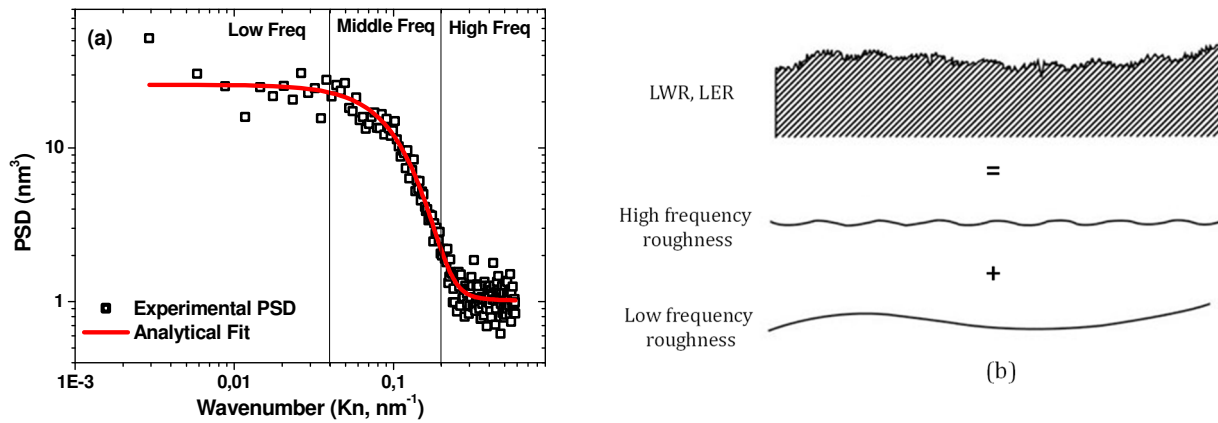 (a)
Low Freq
Middle Freq
High Freq
PSD (nm³)
10
1
Experimental PSD
Analytical Fit
1E-3
0,01
0,1
Wavenumber (Kn, nm⁻¹)
LWR, LER
=
High frequency
roughness
+
Low frequency
roughness
(b)